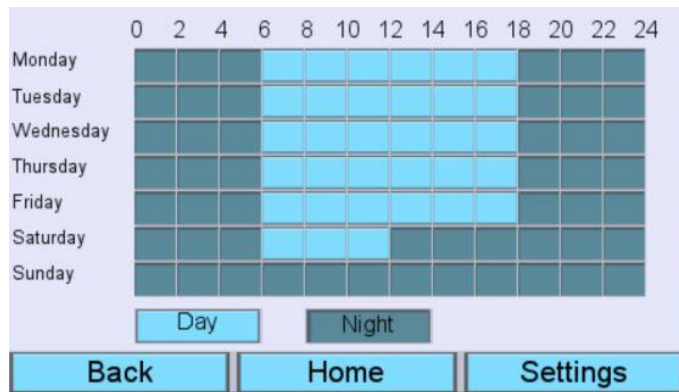 0 2 4 6 8 10 12 14 16 18 20 22 24
Monday
Tuesday
Wednesday
Thursday
Friday
Saturday
Sunday
Day Night
Back Home Settings